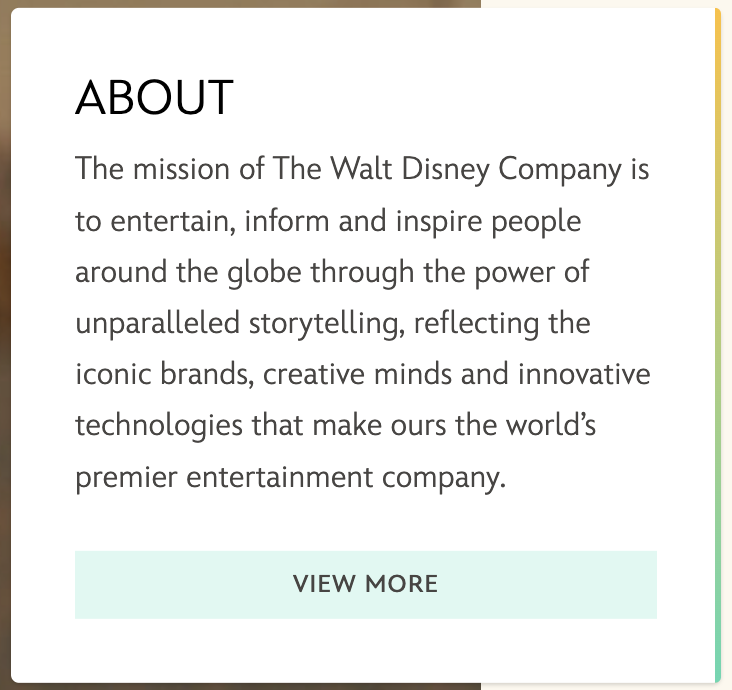 ABOUT
The mission of The Walt Disney Company is
to entertain, inform and inspire people
around the globe through the power of
unparalleled storytelling, reflecting the
iconic brands, creative minds and innovative
technologies that make ours the world’s
premier entertainment company.
VIEW MORE